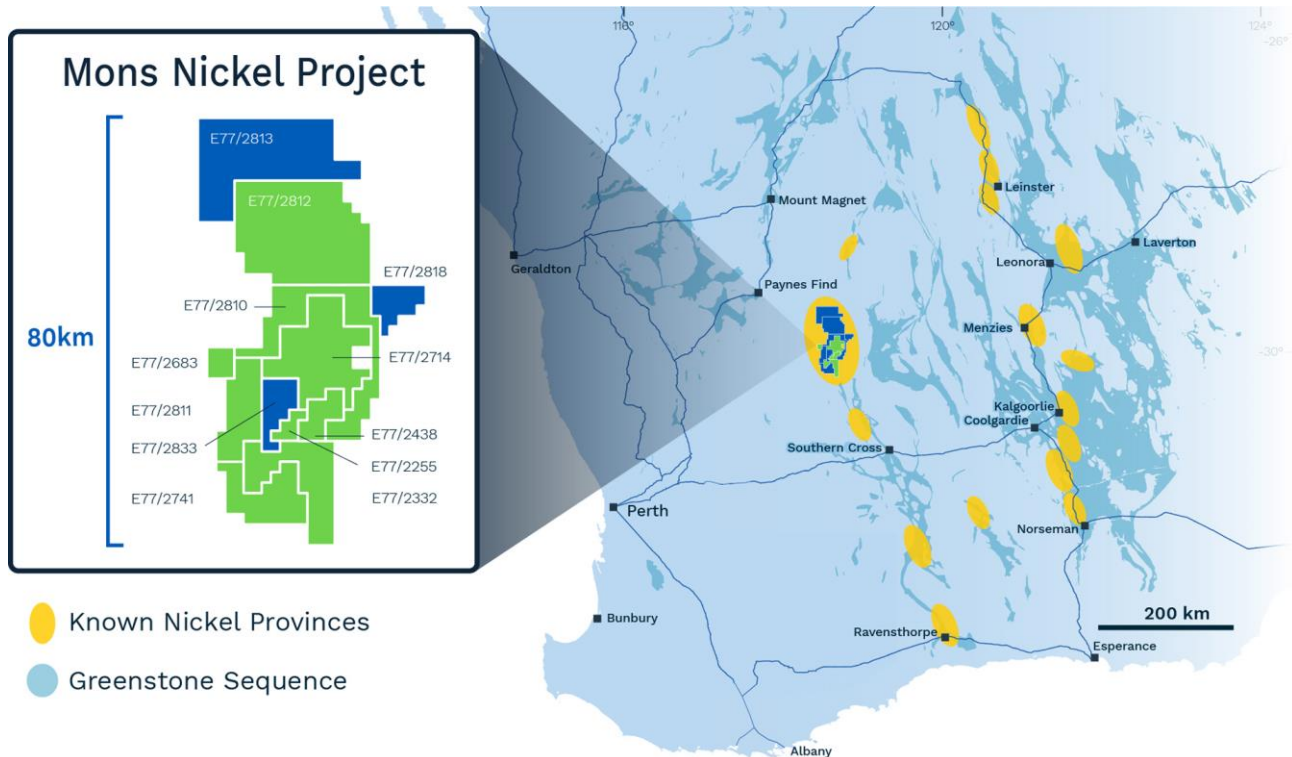 Mons Nickel Project
80km
E77/2813
E77/2812
E77/2818
E77/2810
E77/2714
E77/2683
E77/2811
E77/2833
E77/2438
E77/2255
E77/2741
E77/2332
Known Nickel Provinces
Greenstone Sequence
116°
120°
124°
-26°
-30°
Leinster
Mount Magnet
Laverton
Geraldton
Leonora
Paynes Find
Menzies
Kalgoorlie
Coolgardie
Southern Cross
Perth
Norseman
Bunbury
Ravensthorpe
200 km
Esperance
Albany